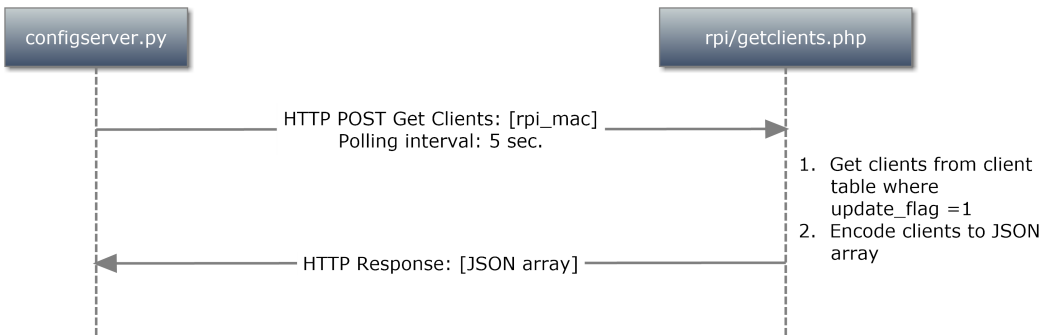 configserver.py
rpi/getclients.php
HTTP POST Get Clients: [rpi_mac]
Polling interval: 5 sec.
1. Get clients from client
table where
update_flag =1
2. Encode clients to JSON
array
HTTP Response: [JSON array]